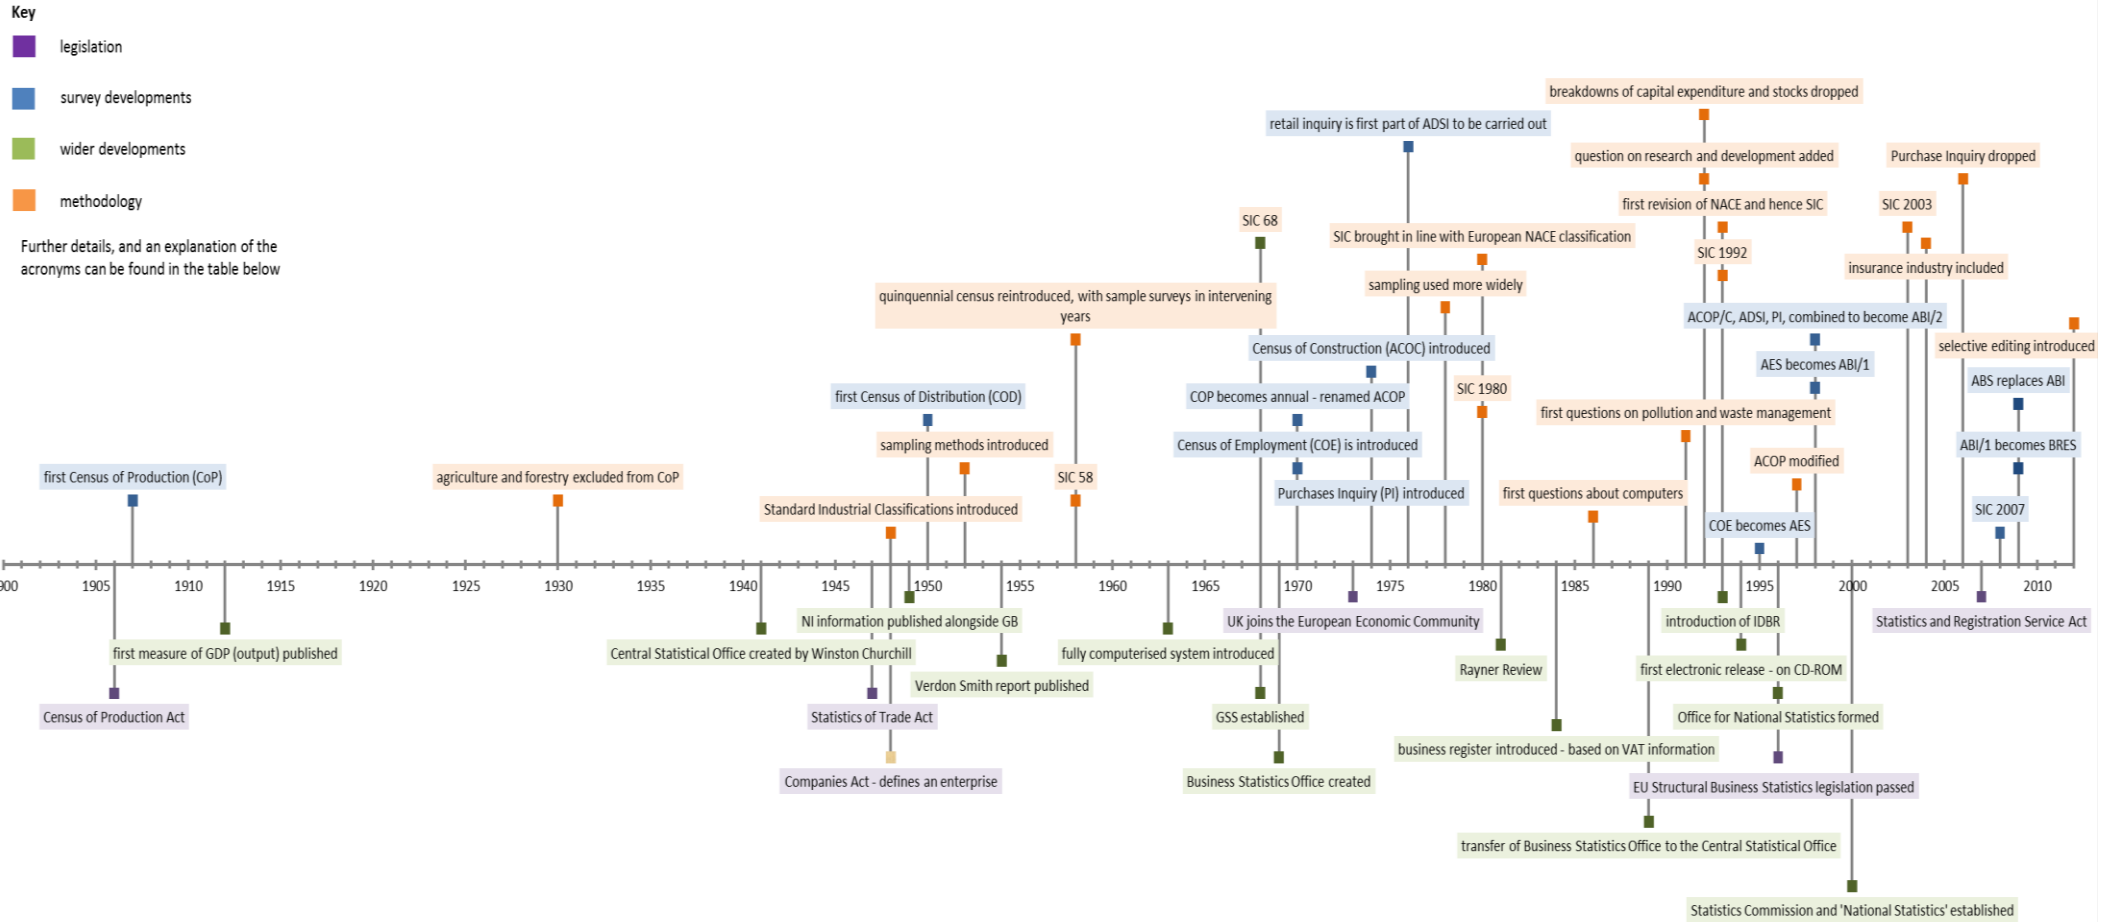 Key
legislation
survey developments
wider developments
methodology
Further details, and an explanation of the
acronyms can be found in the table below
breakdowns of capital expenditure and stocks dropped
retail inquiry is first part of ADSI to be carried out
question on research and development added
Purchase Inquiry dropped
first revision of NACE and hence SIC
SIC 2003
SIC 68
SIC brought in line with European NACE classification
SIC 1992
insurance industry included
sampling used more widely
quinquennial census reintroduced, with sample surveys in intervening
years
ACOP/C, ADSI, PI, combined to become ABI/2
selective editing introduced
Census of Construction (ACOC) introduced
AES becomes ABI/1
ABS replaces ABI
SIC 1980
first Census of Distribution (COD)
COP becomes annual - renamed ACOP
first questions on pollution and waste management
sampling methods introduced
Census of Employment (COE) is introduced
ABI/1 becomes BRES
ACOP modified
first Census of Production (CoP)
agriculture and forestry excluded from CoP
SIC 58
Purchases Inquiry (PI) introduced
first questions about computers
Standard Industrial Classifications introduced
SIC 2007
COE becomes AES
900 1905 1910 1915 1920 1925 1930 1935 1940 1945 1950 1955 1960 1965 1970 1975 1980 1985 1990 1995 2000 2005 2010
NI information published alongside GB
UK joins the European Economic Community
introduction of IDBR
Statistics and Registration Service Act
first measure of GDP (output) published
Central Statistical Office created by Winston Churchill
fully computerised system introduced
Rayner Review
first electronic release - on CD-ROM
Verdon Smith report published
Census of Production Act
Statistics of Trade Act
GSS established
Office for National Statistics formed
business register introduced - based on VAT information
Companies Act - defines an enterprise
Business Statistics Office created
EU Structural Business Statistics legislation passed
transfer of Business Statistics Office to the Central Statistical Office
Statistics Commission and 'National Statistics' established